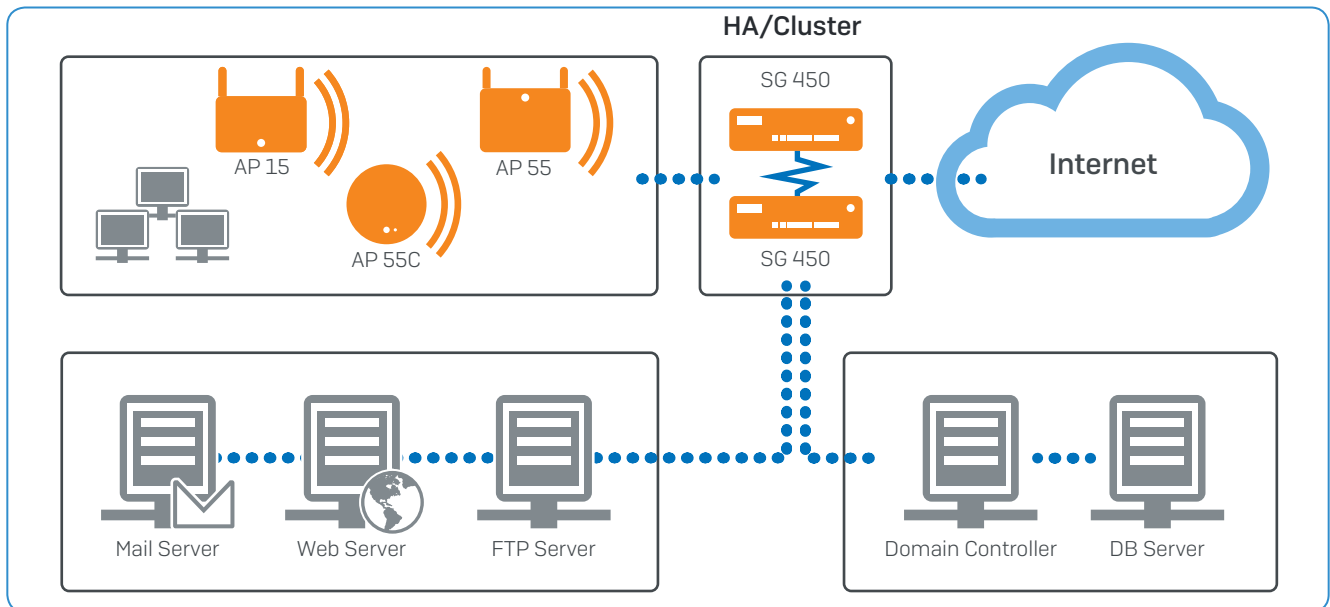 HA/Cluster
SG 450
AP 15
AP 55
AP 55C
SG 450
Internet
Mail Server
Web Server
FTP Server
Domain Controller
DB Server